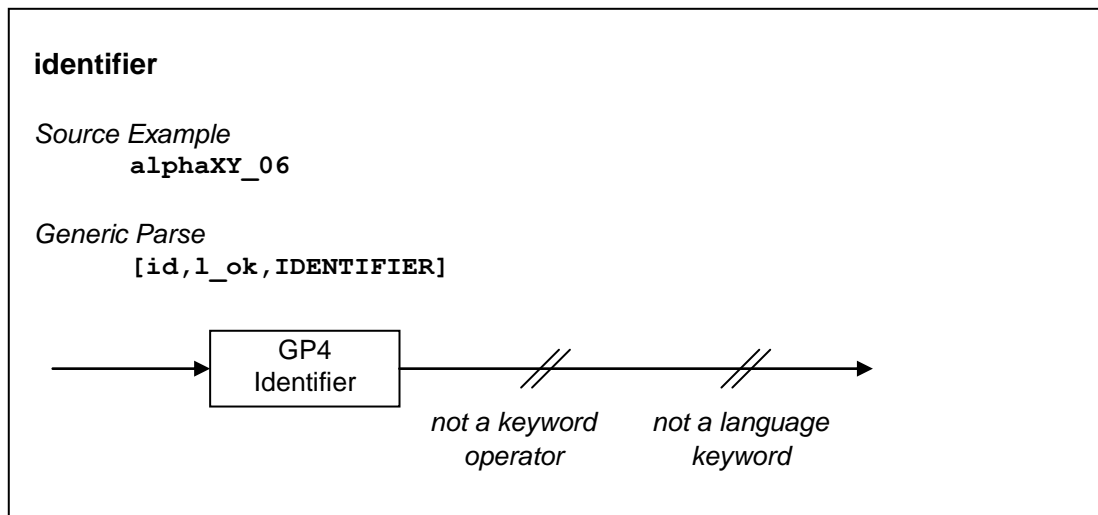 identifier
Source Example
alphaXY_06
Generic Parse
[id,l_ok,IDENTIFIER]
GP4
Identifier
not a keyword
operator
not a language
keyword